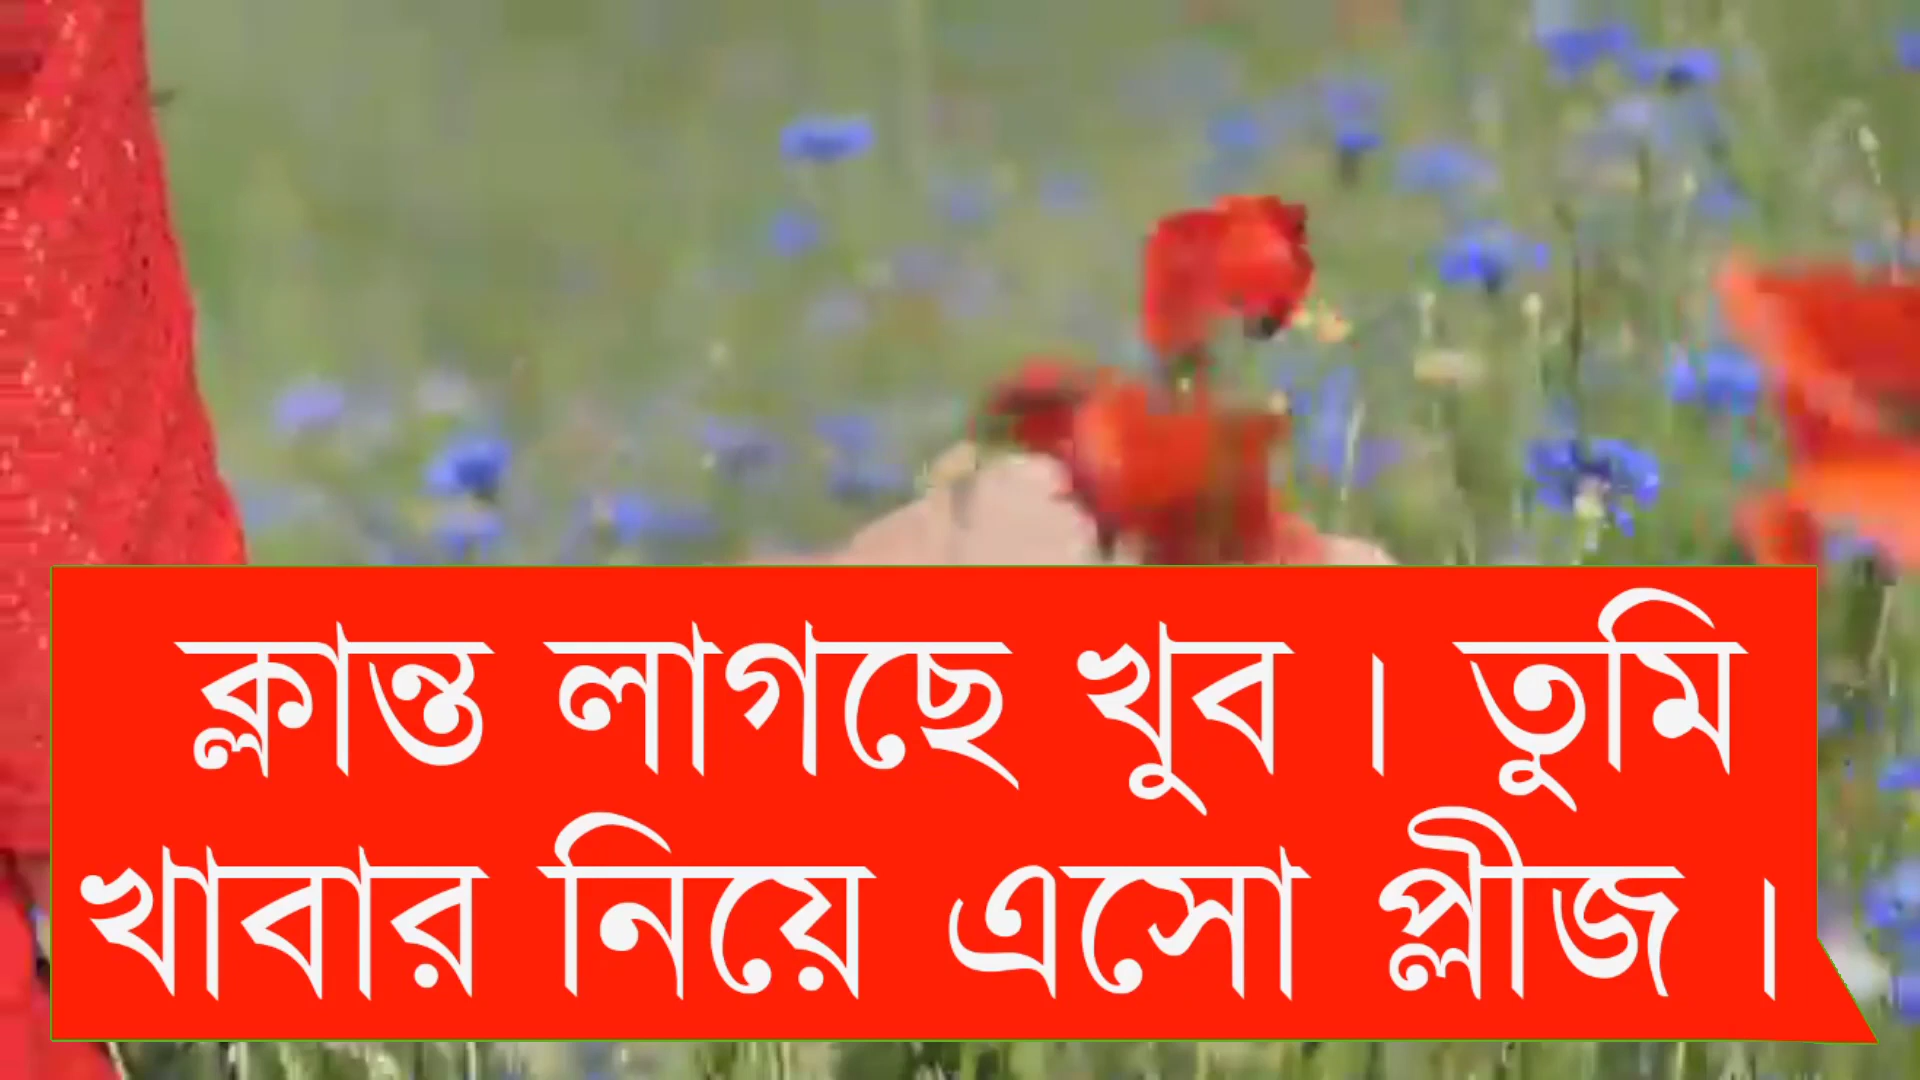 ক্লান্ত লাগছে খুব । তুমি
খাবার নিয়ে এসো প্লীজ ।